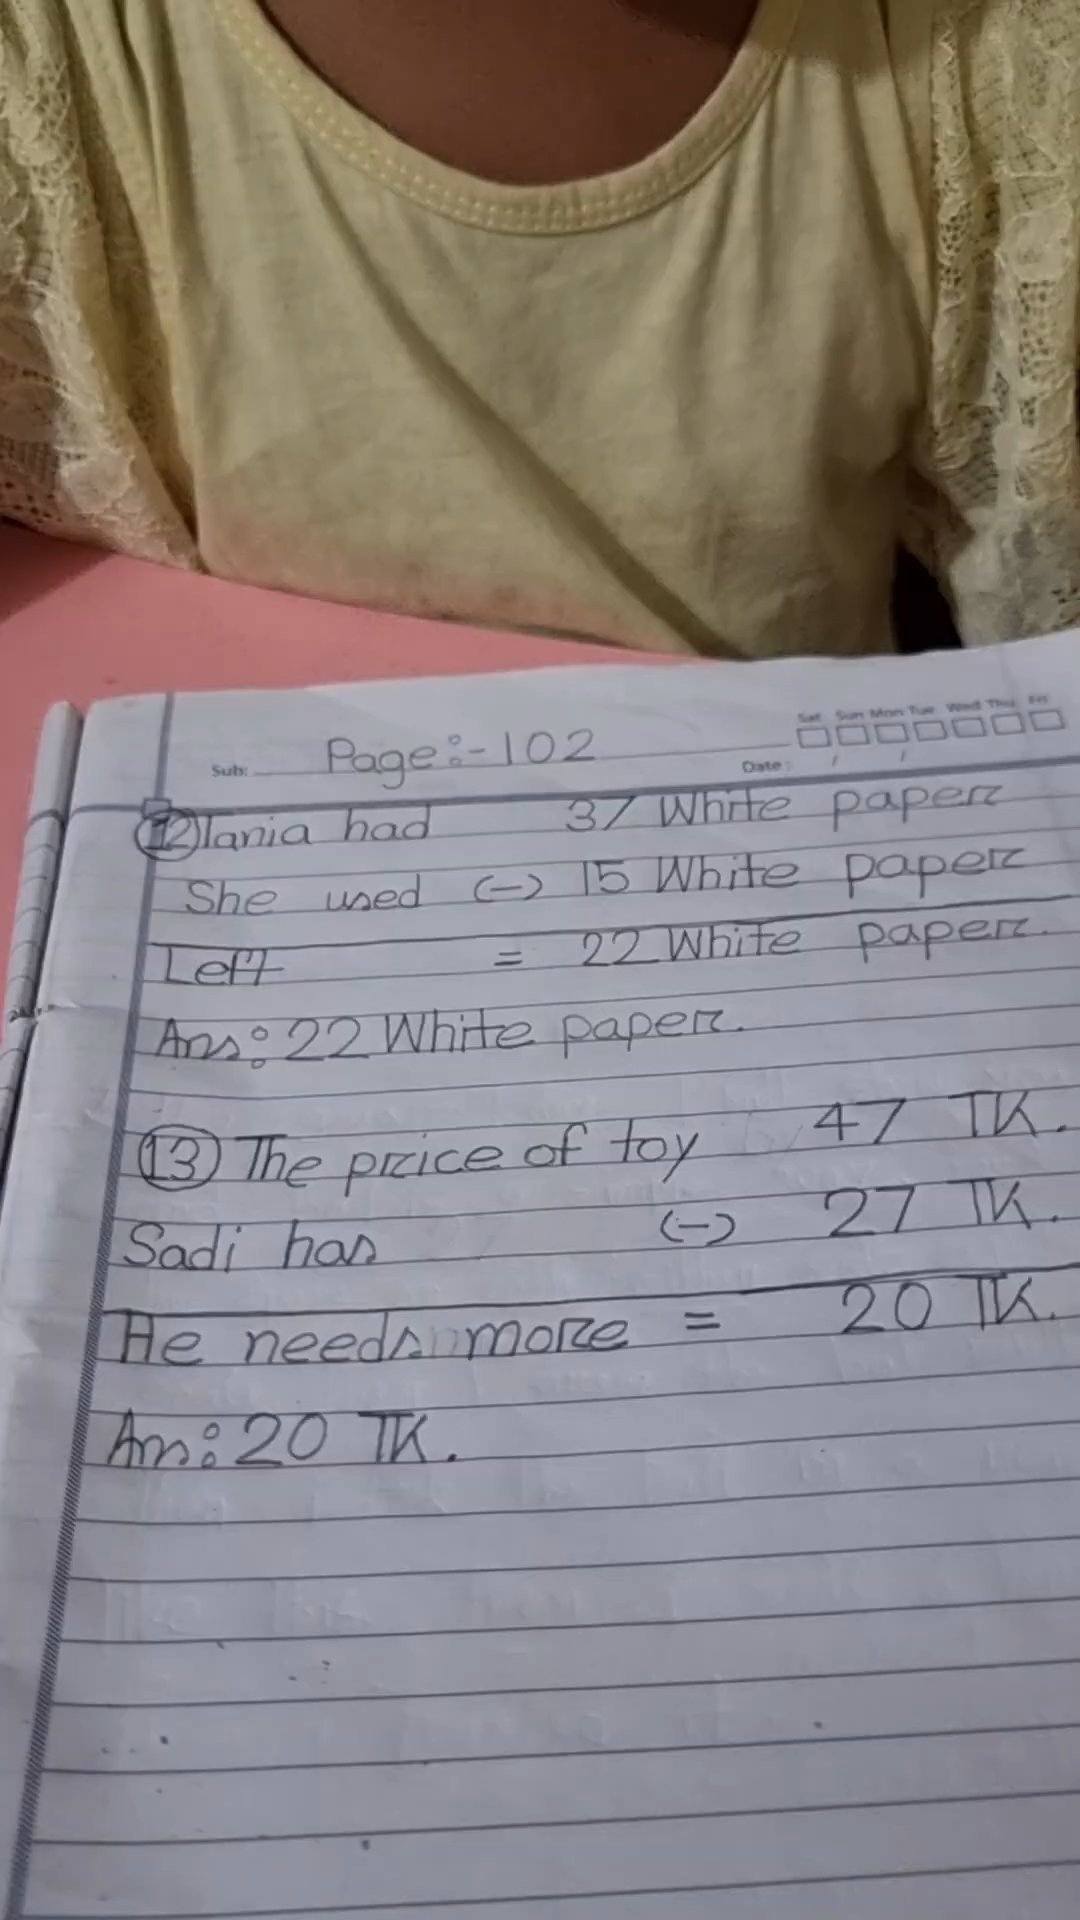 Sat Sun Mon Tue Wed Thu Fri
Sub: Page:-102 Date: / /
12 Tania had 37 White paper
She used (-) 15 White paper
Left = 22 White paper.
Ans: 22 White paper.
13 The price of toy 47 TK.
Sadi has (-) 27 TK.
He needs more = 20 TK.
Ans: 20 TK.